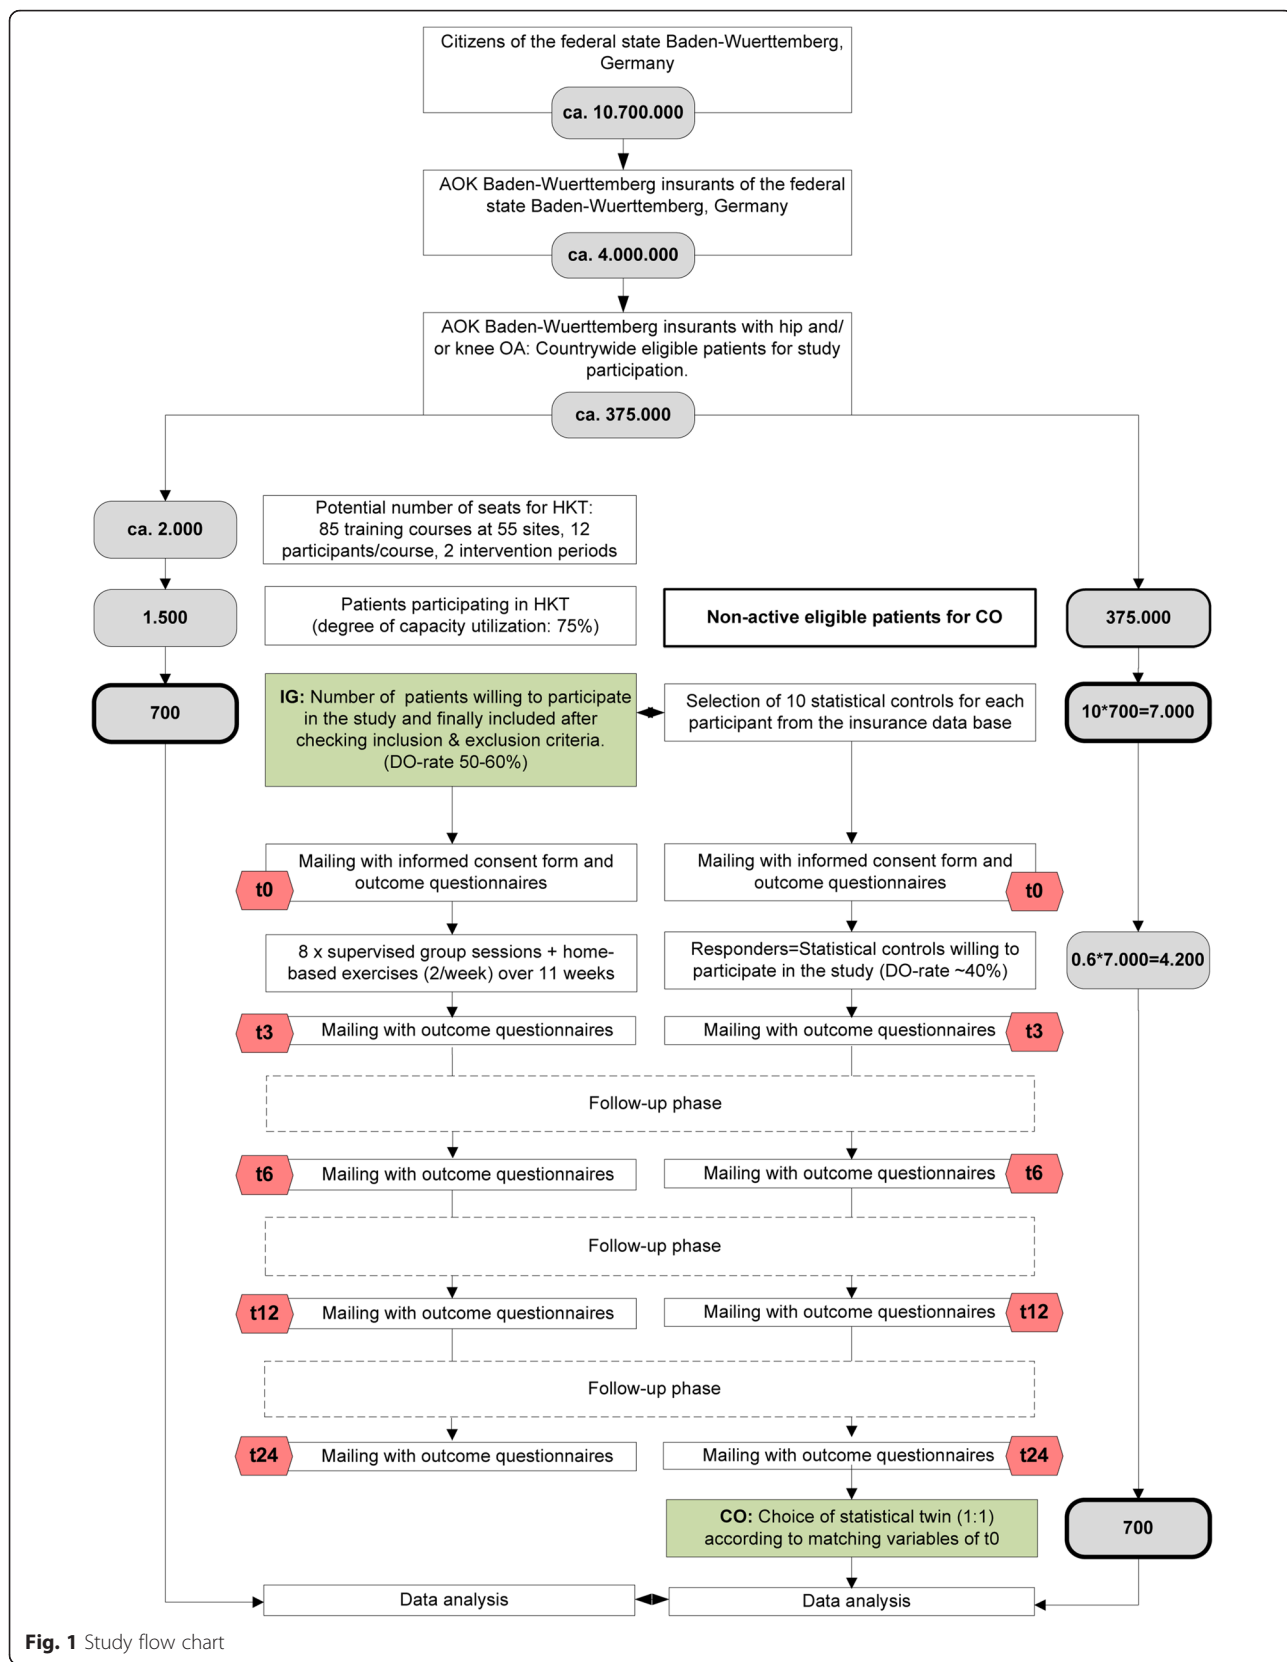 Citizens of the federal state Baden-Wuerttemberg,
Germany
ca. 10.700.000
AOK Baden-Wuerttemberg insurants of the federal
state Baden-Wuerttemberg, Germany
ca. 4.000.000
AOK Baden-Wuerttemberg insurants with hip and/
or knee OA: Countrywide eligible patients for study
participation.
ca. 375.000
ca. 2.000
Potential number of seats for HKT:
85 training courses at 55 sites, 12
participants/course, 2 intervention periods
1.500
Patients participating in HKT
(degree of capacity utilization: 75%)
Non-active eligible patients for CO
375.000
700
IG: Number of patients willing to participate
in the study and finally included after
checking inclusion & exclusion criteria.
(DO-rate 50-60%)
Selection of 10 statistical controls for each
participant from the insurance data base
10*700=7.000
Mailing with informed consent form and
outcome questionnaires
t0
Mailing with informed consent form and
outcome questionnaires
t0
8 x supervised group sessions + home-
based exercises (2/week) over 11 weeks
Responders=Statistical controls willing to
participate in the study (DO-rate ~40%)
0.6*7.000=4.200
t3
Mailing with outcome questionnaires
Mailing with outcome questionnaires
t3
Follow-up phase
t6
Mailing with outcome questionnaires
Mailing with outcome questionnaires
t6
Follow-up phase
t12
Mailing with outcome questionnaires
Mailing with outcome questionnaires
t12
Follow-up phase
t24
Mailing with outcome questionnaires
Mailing with outcome questionnaires
t24
CO: Choice of statistical twin (1:1)
according to matching variables of t0
700
Data analysis
Data analysis
Fig. 1 Study flow chart